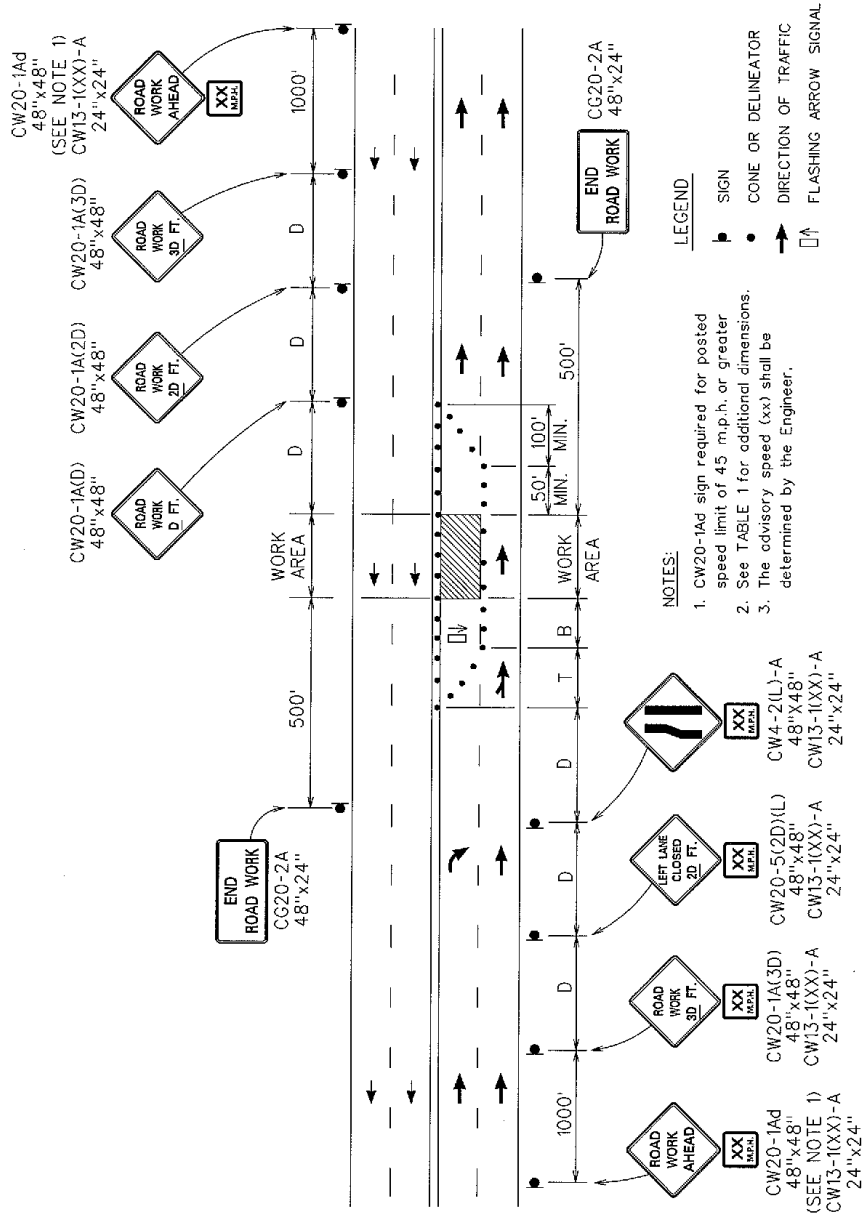 CW20-1Ad
48"x48"
(SEE NOTE 1)
CW13-1(XX)-A
24"x24"
ROAD
WORK
AHEAD
XX
M.P.H.
1000'
CW20-1A(3D)
48"x48"
ROAD
WORK
3D FT.
D
CW20-1A(2D)
48"x48"
ROAD
WORK
2D FT.
D
CW20-1A(D)
48"x48"
ROAD
WORK
D FT.
D
WORK
AREA
500'
END
ROAD WORK
CG20-2A
48"x24"
1000'
D
D
D
T
B
WORK
AREA
50'
MIN.
100'
MIN.
500'
END
ROAD WORK
CG20-2A
48"x24"
ROAD
WORK
AHEAD
XX
M.P.H.
CW20-1Ad
48"x48"
(SEE NOTE 1)
CW13-1(XX)-A
24"x24"
ROAD
WORK
3D FT.
XX
M.P.H.
CW20-1A(3D)
48"x48"
CW13-1(XX)-A
24"x24"
LEFT LANE
CLOSED
2D FT.
XX
M.P.H.
CW20-5(2D)(L)
48"x48"
CW13-1(XX)-A
24"x24"
XX
M.P.H.
CW4-2(L)-A
48"X48"
CW13-1(XX)-A
24"x24"
NOTES:
1. CW20-1Ad sign required for posted
speed limit of 45 m.p.h. or greater
2. See TABLE 1 for additional dimensions.
3. The advisory speed (xx) shall be
determined by the Engineer.
LEGEND
SIGN
CONE OR DELINEATOR
DIRECTION OF TRAFFIC
FLASHING ARROW SIGNAL